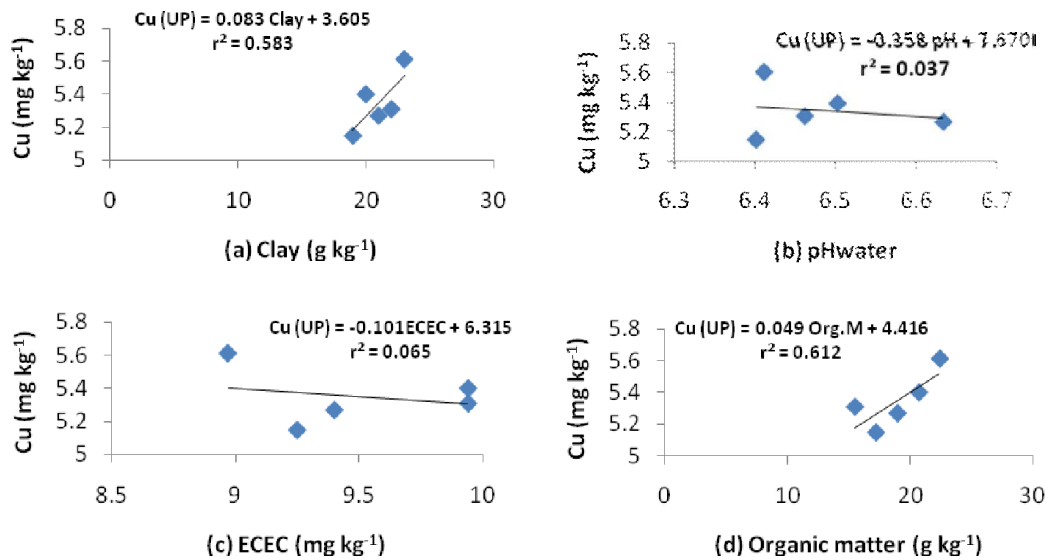 Cu (UP) = 0.083 Clay + 3.605
r² = 0.583
Cu (mg kg⁻¹)
5.8
5.6
5.4
5.2
5
0 10 20 30
(a) Clay (g kg⁻¹)
Cu (UP) = -0.358 pH + 7.670
r² = 0.037
Cu (mg kg⁻¹)
5.8
5.6
5.4
5.2
5
6.3 6.4 6.5 6.6 6.7
(b) pHwater
Cu (UP) = -0.101ECEC + 6.315
r² = 0.065
Cu (mg kg⁻¹)
5.8
5.6
5.4
5.2
5
8.5 9 9.5 10
(c) ECEC (mg kg⁻¹)
Cu (UP) = 0.049 Org.M + 4.416
r² = 0.612
Cu (mg kg⁻¹)
5.8
5.6
5.4
5.2
5
0 10 20 30
(d) Organic matter (g kg⁻¹)